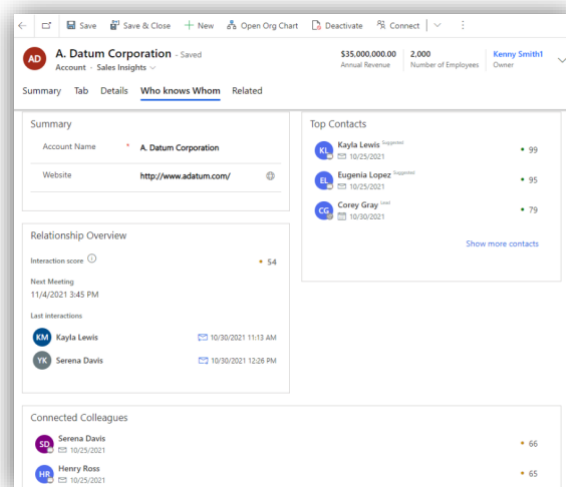 Save Save & Close New Open Org Chart Deactivate Connect
AD
A. Datum Corporation - Saved
Account · Sales Insights
$35,000,000.00
Annual Revenue
2,000
Number of Employees
Kenny Smith1
Owner
Summary Tab Details Who knows Whom Related
Summary
Account Name * A. Datum Corporation
Website http://www.adatum.com/
Top Contacts
KL Kayla Lewis Suggested
10/25/2021
99
EL Eugenia Lopez Suggested
10/25/2021
95
CG Corey Gray Lead
10/30/2021
79
Show more contacts
Relationship Overview
Interaction score 54
Next Meeting
11/4/2021 3:45 PM
Last interactions
KM Kayla Lewis 10/30/2021 11:13 AM
YK Serena Davis 10/30/2021 12:26 PM
Connected Colleagues
SD Serena Davis
10/25/2021
66
HR Henry Ross
10/25/2021
65